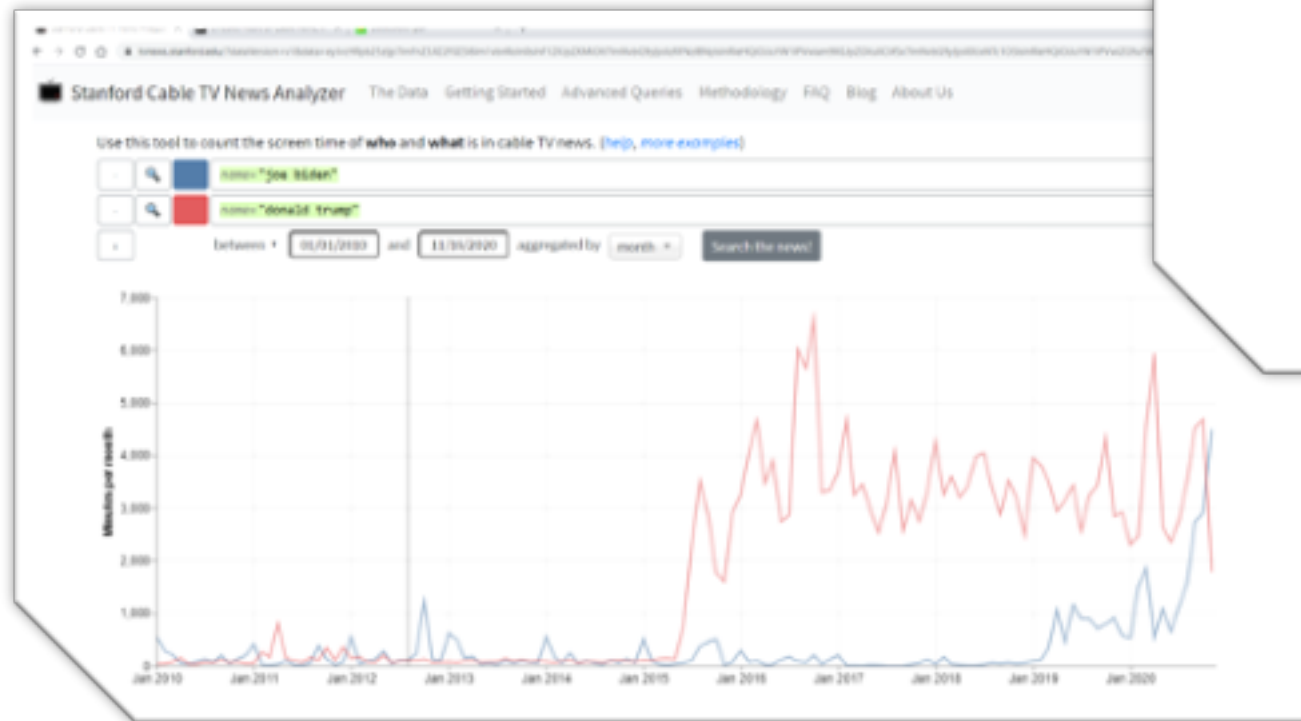 Stanford Cable TV News Analyzer The Data Getting Started Advanced Queries Methodology FAQ Blog About Us
Use this tool to count the screen time of who and what is in cable TV news. (help, more examples)
name="joe biden"
name="donald trump"
between 01/01/2010 and aggregated by month Search the news!
7,000
6,000
5,000
4,000
3,000
2,000
1,000
0
Minutes per month
Jan 2010 Jan 2011 Jan 2012 Jan 2013 Jan 2014 Jan 2015 Jan 2016 Jan 2017 Jan 2018 Jan 2019 Jan 2020